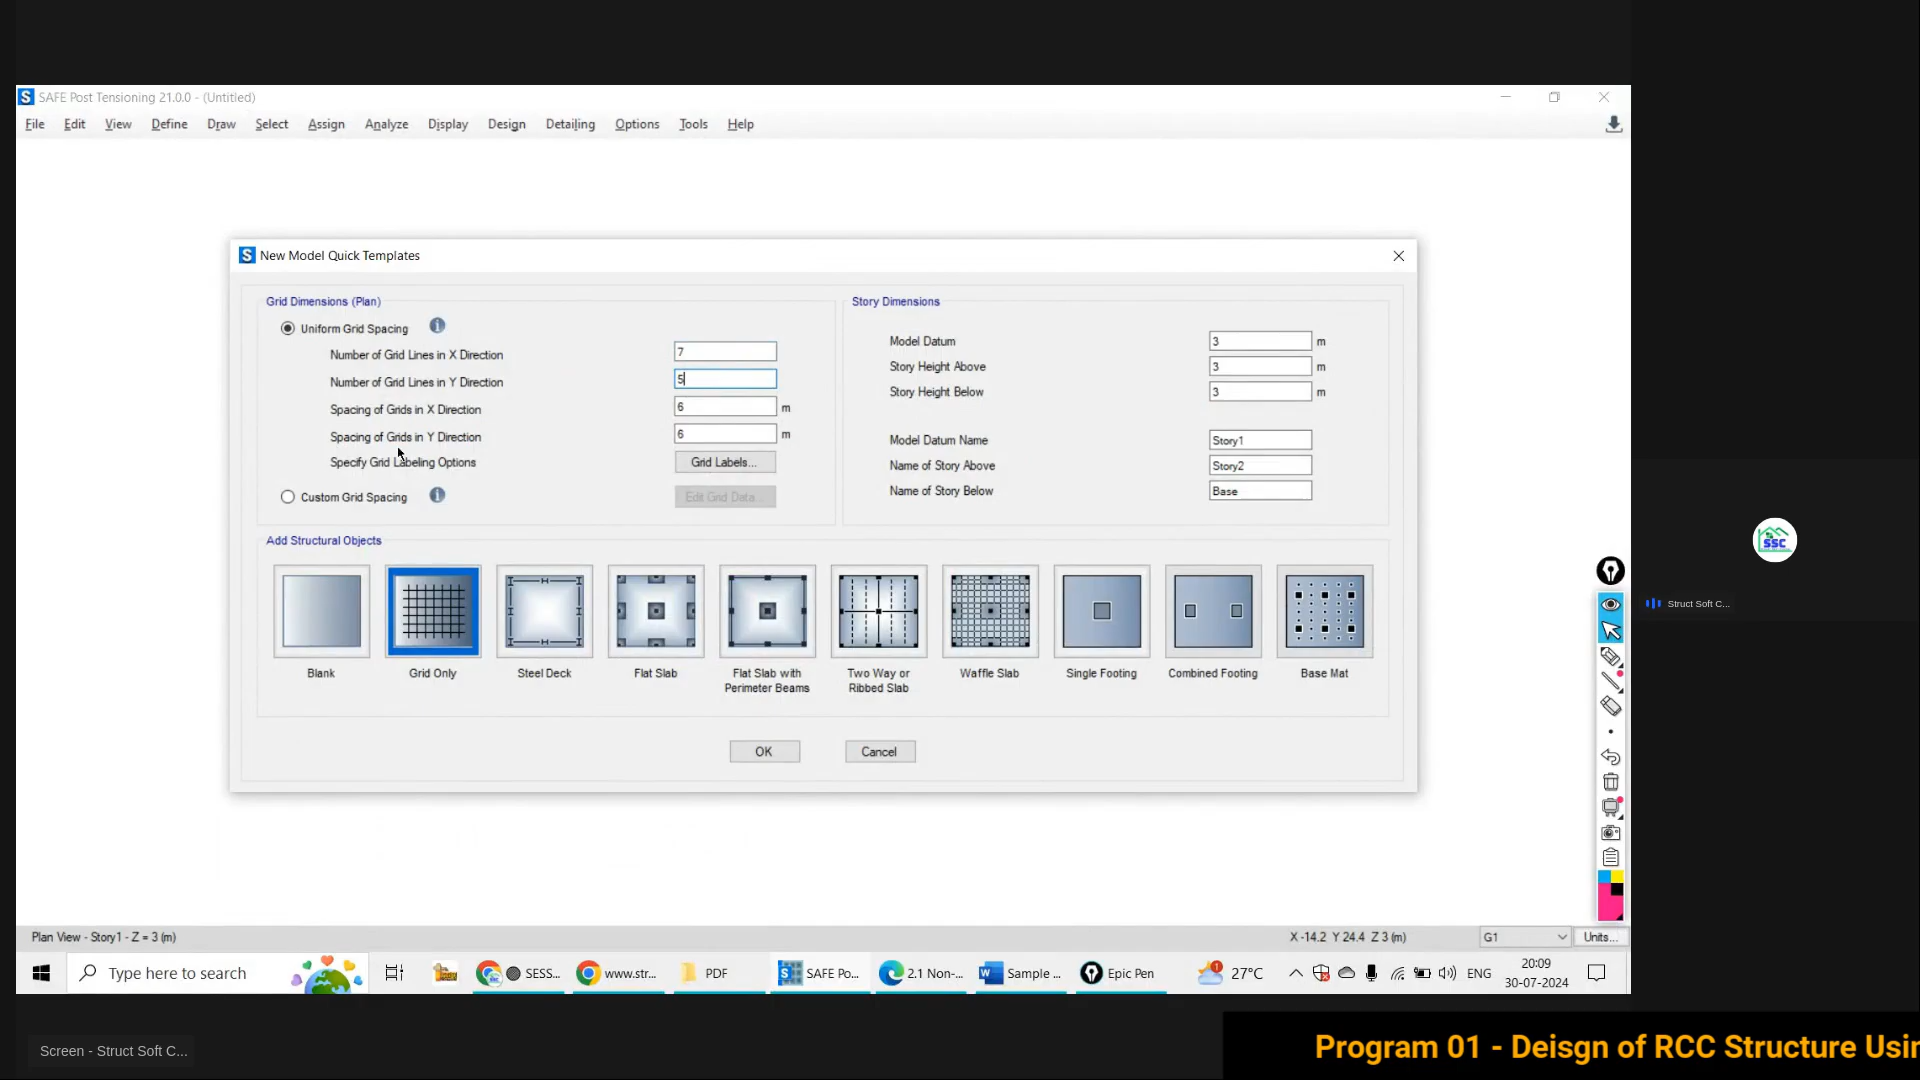 SAFE Post Tensioning 21.0.0 - (Untitled)
File Edit View Define Draw Select Assign Analyze Display Design Detailing Options Tools Help
New Model Quick Templates
Grid Dimensions (Plan)
Uniform Grid Spacing
Number of Grid Lines in X Direction 7
Number of Grid Lines in Y Direction 5
Spacing of Grids in X Direction 6 m
Spacing of Grids in Y Direction 6 m
Specify Grid Labeling Options Grid Labels...
Custom Grid Spacing Edit Grid Data...
Story Dimensions
Model Datum 3 m
Story Height Above 3 m
Story Height Below 3 m
Model Datum Name Story1
Name of Story Above Story2
Name of Story Below Base
Add Structural Objects
Blank
Grid Only
Steel Deck
Flat Slab
Flat Slab with
Perimeter Beams
Two Way or
Ribbed Slab
Waffle Slab
Single Footing
Combined Footing
Base Mat
OK Cancel
SSC
Struct Soft C...
Plan View - Story1 - Z = 3 (m) X -14.2 Y 24.4 Z 3 (m) G1 Units...
Type here to search SESS... www.str... PDF SAFE Po... 2.1 Non-... Sample ... Epic Pen 27°C ENG
20:09
30-07-2024
Screen - Struct Soft C...
Program 01 - Deisgn of RCC Structure Usin